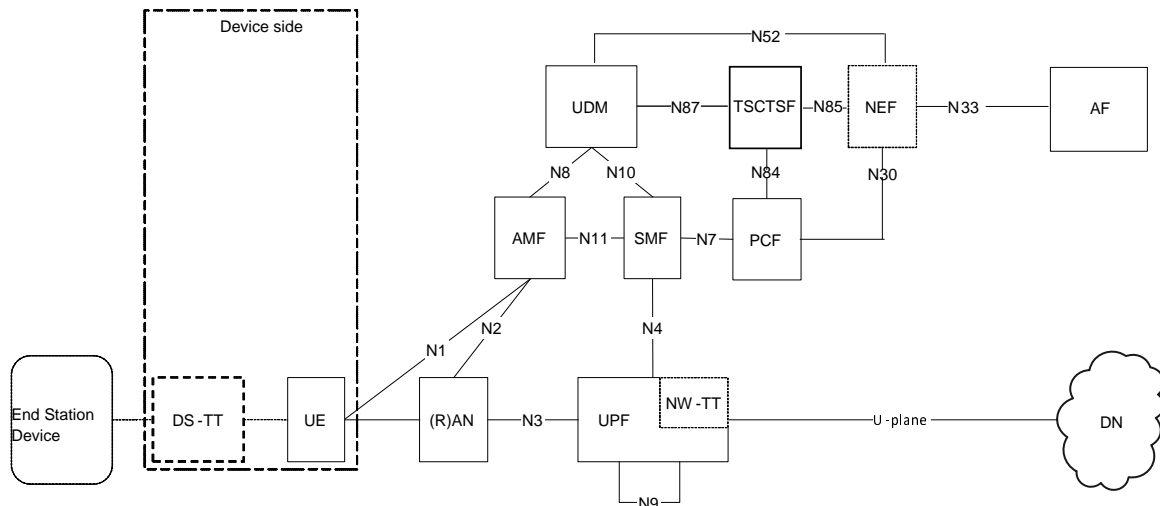 Device side
N52
UDM
N87
TSCTSF
N85
NEF
N33
AF
N8
N10
N84
N30
AMF
N11
SMF
N7
PCF
N1
N2
N4
End Station
Device
DS -TT
UE
(R)AN
N3
UPF
NW -TT
U -plane
DN
N9